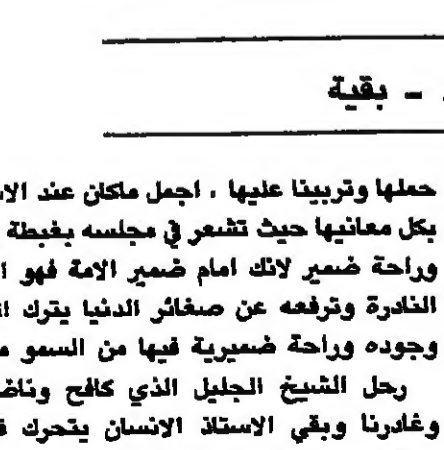 - بقية
حملها وتربينا عليها ، اجمل ماكان عند
بكل معانيها حيث تشعر في مجلسه بغبطة
وراحة ضمير لانك امام ضمير الامة فهو
النادرة وترفعه عن صغائر الدنيا يترك
وجوده وراحة ضميرية فيها من السمو
رحل الشيخ الجليل الذي كافح
وغادرنا وبقي الاستاذ الانسان يتحرك